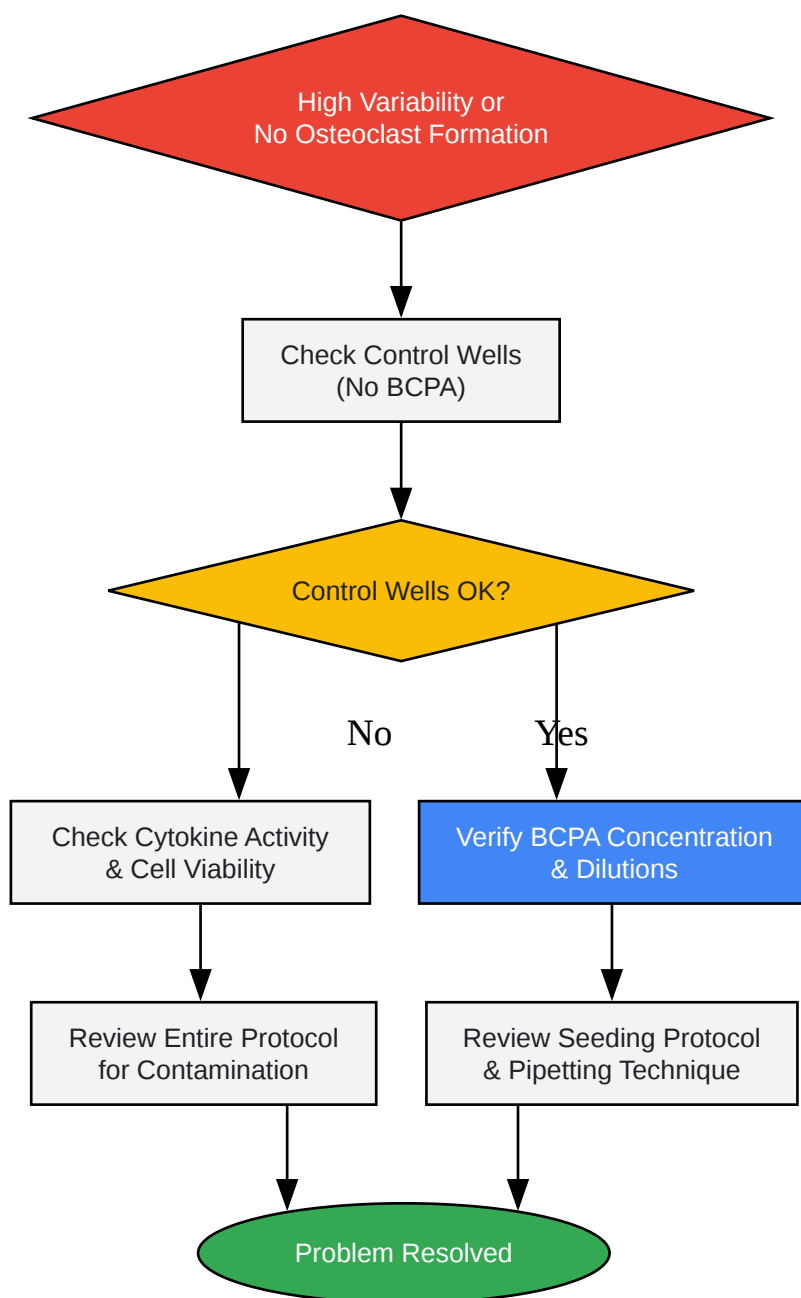 High Variability or
No Osteoclast Formation
Check Control Wells
(No BCPA)
Control Wells OK?
No
Yes
Check Cytokine Activity
& Cell Viability
Verify BCPA Concentration
& Dilutions
Review Entire Protocol
for Contamination
Review Seeding Protocol
& Pipetting Technique
Problem Resolved